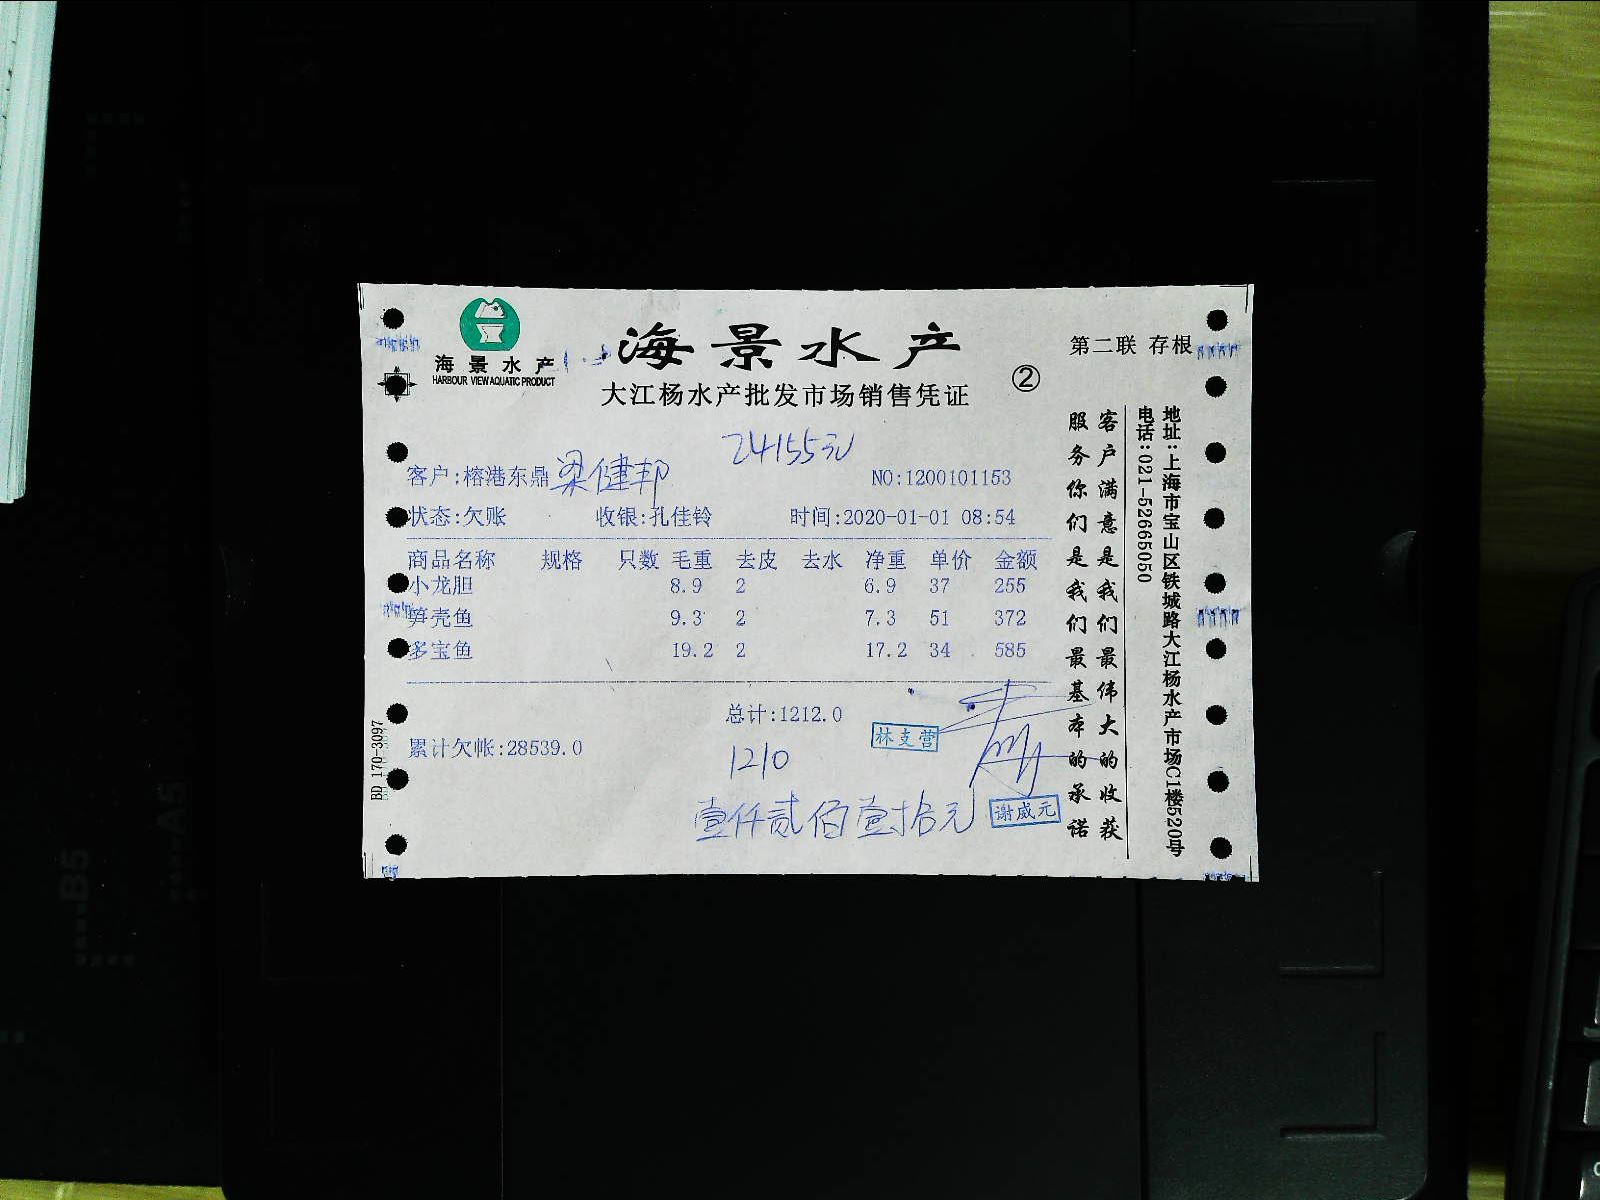 海景水产
HARBOUR VIEW AQUATIC PRODUCT
海景水产
大江杨水产批发市场销售凭证
②
第二联 存根
24155元
客户:榕港东鼎 梁健邦
NO:1200101153
状态:欠账 收银:孔佳铃 时间:2020-01-01 08:54
商品名称 规格 只数 毛重 去皮 去水 净重 单价 金额
小龙胆 8.9 2 6.9 37 255
笋壳鱼 9.3 2 7.3 51 372
多宝鱼 19.2 2 17.2 34 585
总计:1212.0
累计欠帐:28539.0
1210
林支营
壹仟贰佰壹拾元
谢威元
客户满意是我们最伟大的收获
服务你们是我们最基本的承诺
地址:上海市宝山区铁城路大江杨水产市场C1楼520号
电话:021-52665050
BD 170-3097
B5
A5